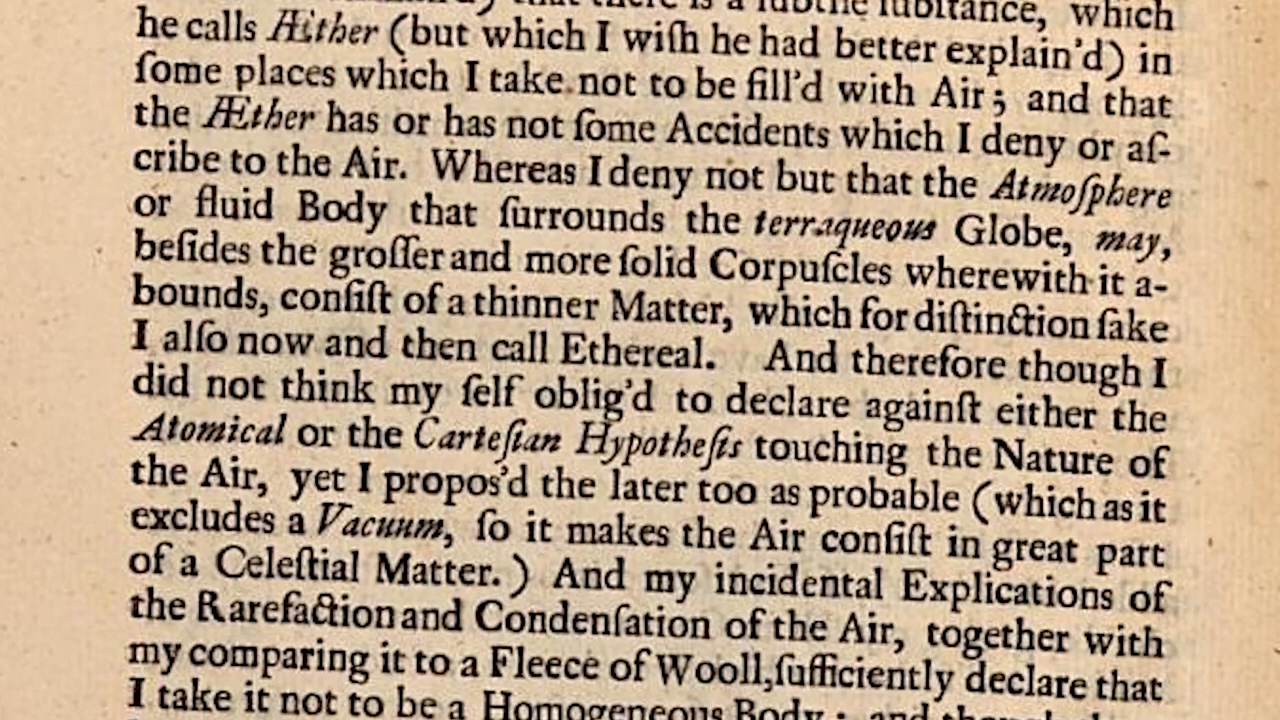 that there is a ſubtile ſubſtance, which
he calls Æther (but which I wiſh he had better explain'd) in
ſome places which I take not to be fill'd with Air; and that
the Æther has or has not ſome Accidents which I deny or aſ-
cribe to the Air. Whereas I deny not but that the Atmoſphere
or fluid Body that ſurrounds the terraqueous Globe, may,
beſides the groſſer and more ſolid Corpuſcles wherewith it a-
bounds, conſiſt of a thinner Matter, which for diſtinction ſake
I alſo now and then call Ethereal. And therefore though I
did not think my ſelf oblig'd to declare againſt either the
Atomical or the Carteſian Hypotheſis touching the Nature of
the Air, yet I propos'd the later too as probable (which as it
excludes a Vacuum, ſo it makes the Air conſiſt in great part
of a Celeſtial Matter.) And my incidental Explications of
the Rarefaction and Condenſation of the Air, together with
my comparing it to a Fleece of Wooll, ſufficiently declare that
I take it not to be a Homogeneous Body; and